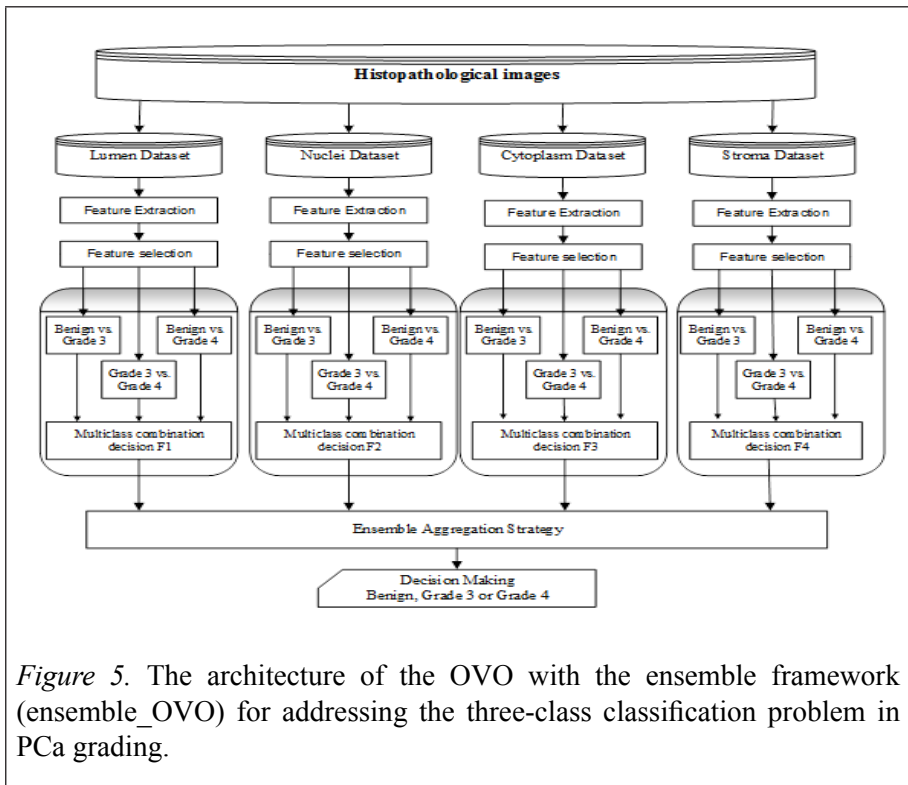 Histopathological images
Lumen Dataset
Nuclei Dataset
Cytoplasm Dataset
Stroma Dataset
Feature Extraction
Feature Extraction
Feature Extraction
Feature Extraction
Feature selection
Feature selection
Feature selection
Feature selection
Benign vs.
Grade 3
Benign vs.
Grade 4
Grade 3 vs.
Grade 4
Multiclass combination
decision F1
Benign vs.
Grade 3
Benign vs.
Grade 4
Grade 3 vs.
Grade 4
Multiclass combination
decision F2
Benign vs.
Grade 3
Benign vs.
Grade 4
Grade 3 vs.
Grade 4
Multiclass combination
decision F3
Benign vs.
Grade 3
Benign vs.
Grade 4
Grade 3 vs.
Grade 4
Multiclass combination
decision F4
Ensemble Aggregation Strategy
Decision Making
Benign, Grade 3 or Grade 4
Figure 5. The architecture of the OVO with the ensemble framework
(ensemble_OVO) for addressing the three-class classification problem in
PCa grading.